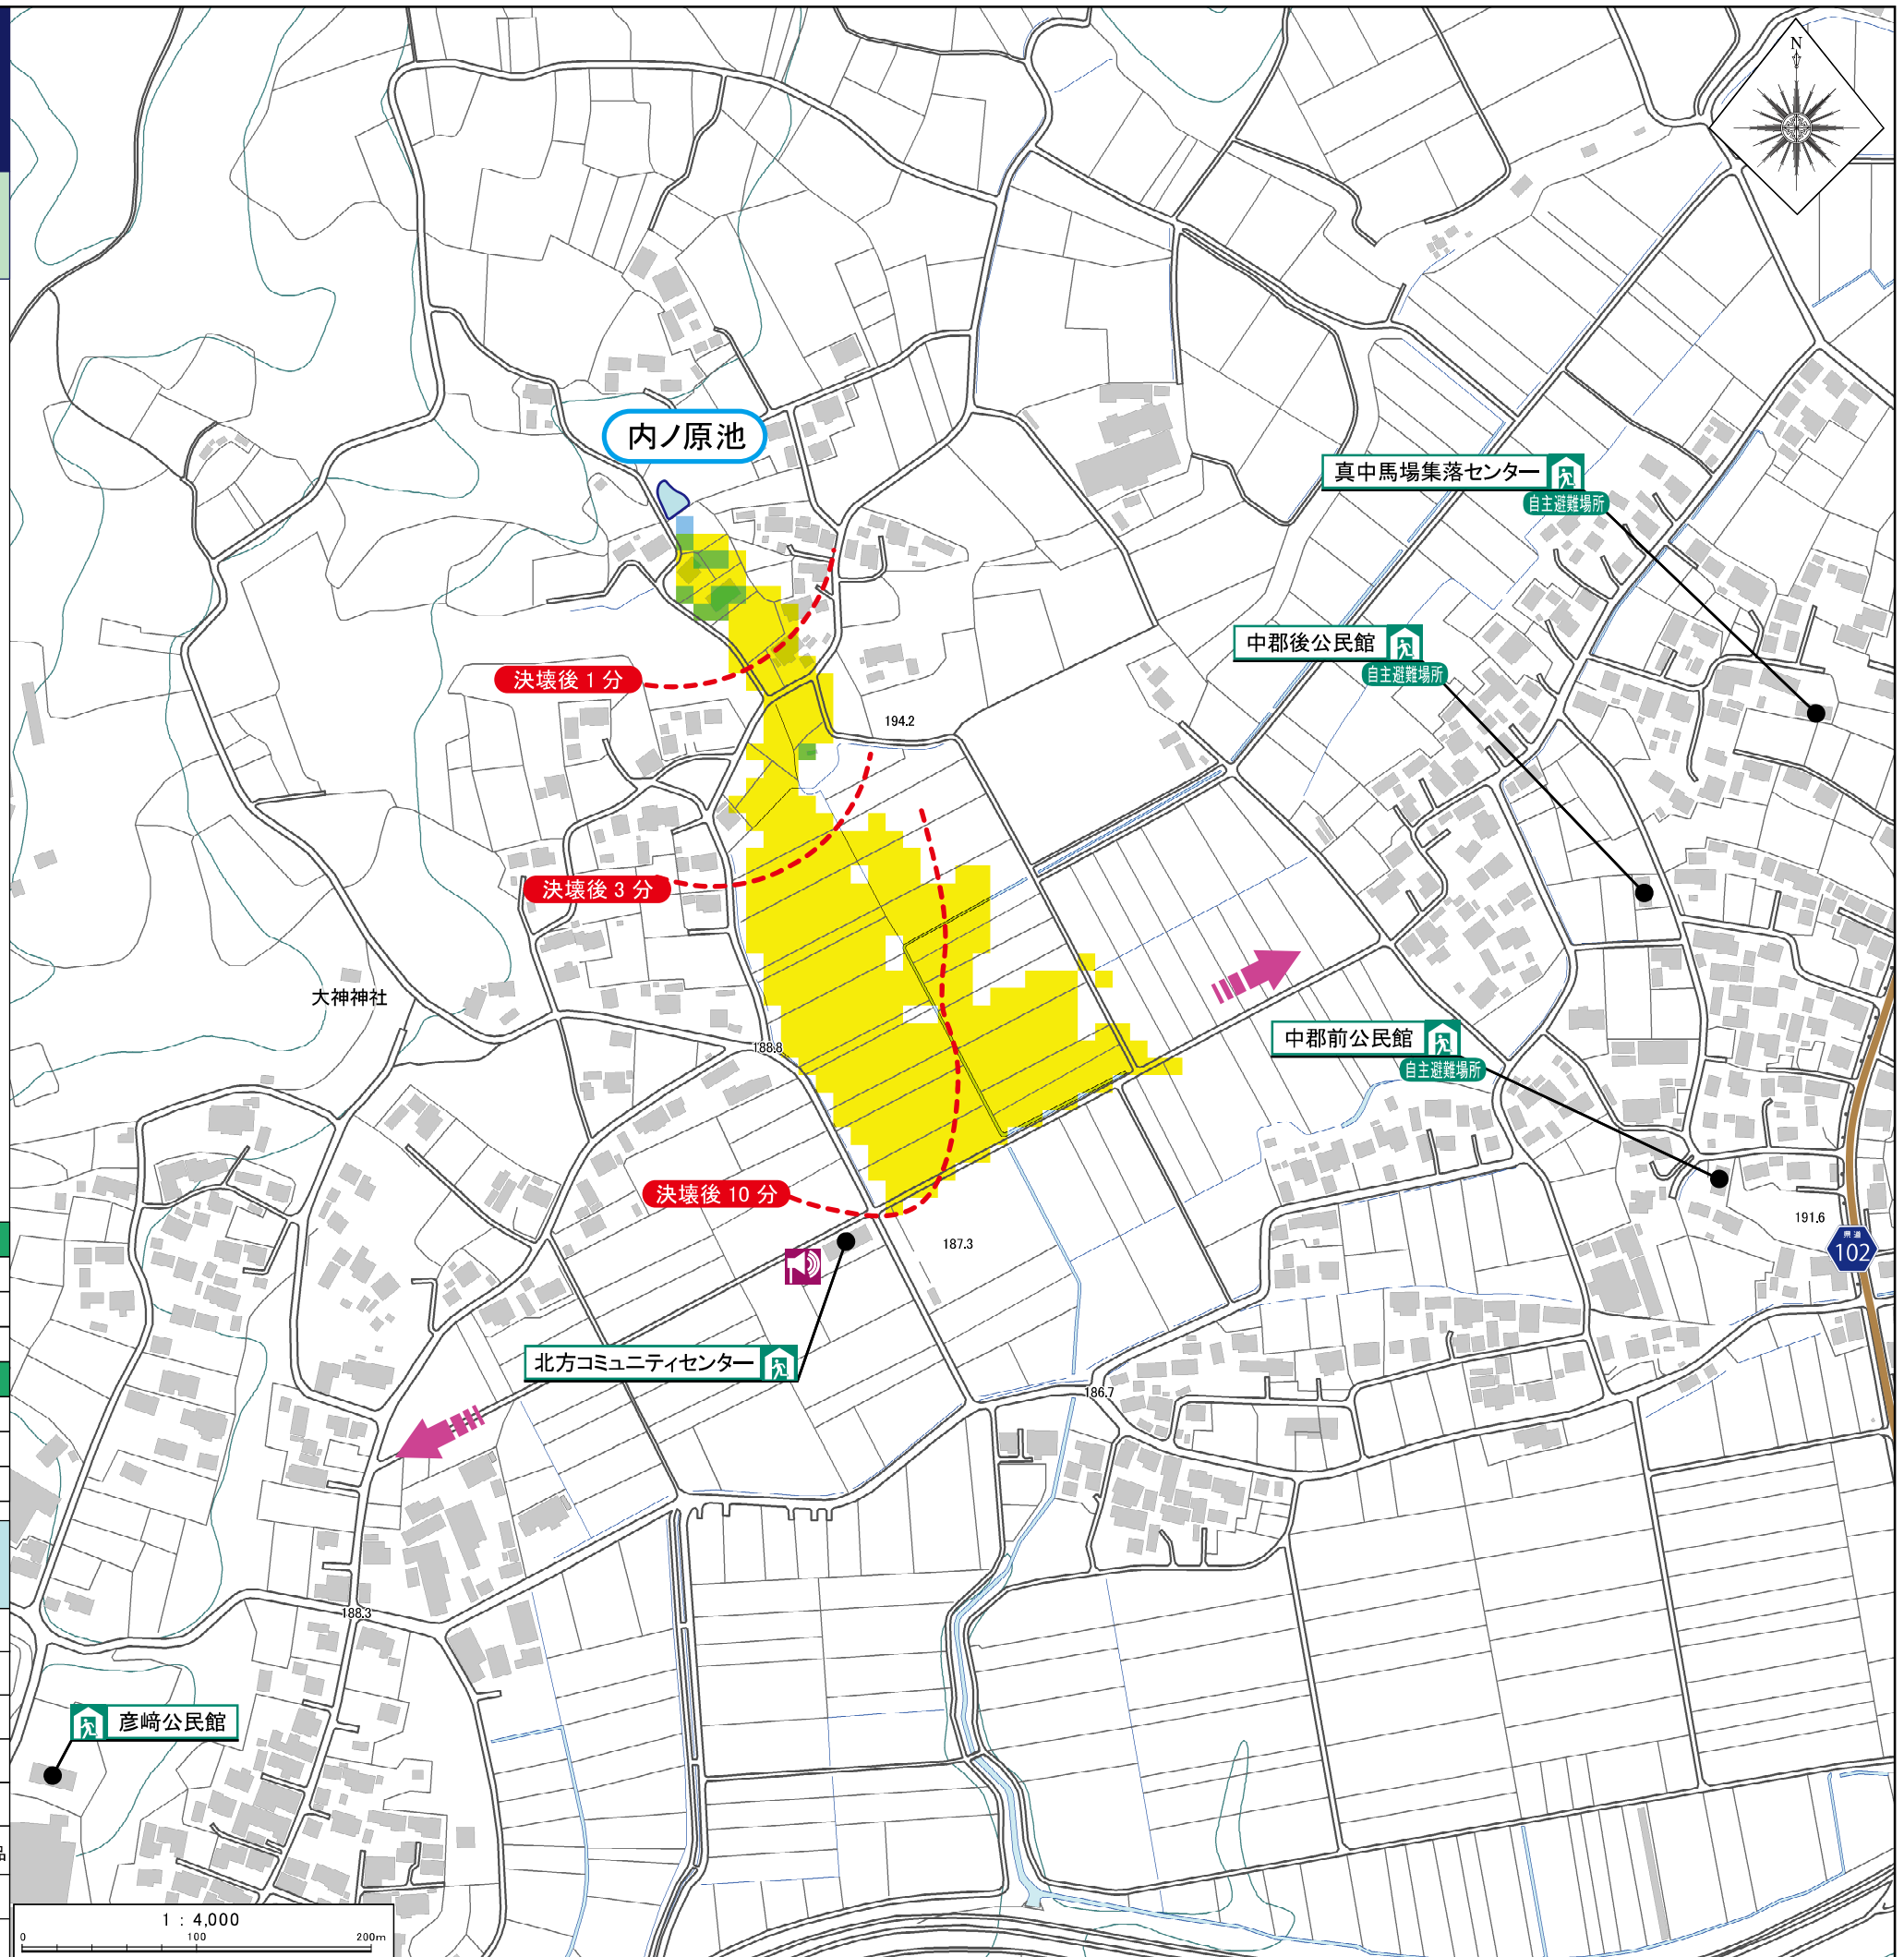 N
内ノ原池
真中馬場集落センター
自主避難場所
中郡後公民館
自主避難場所
決壊後1分
194.2
決壊後3分
大神神社
188.8
中郡前公民館
自主避難場所
決壊後10分
187.3
191.6
県道
102
北方コミュニティセンター
186.7
188.3
彦﨑公民館
品
1 : 4,000
0 100 200m